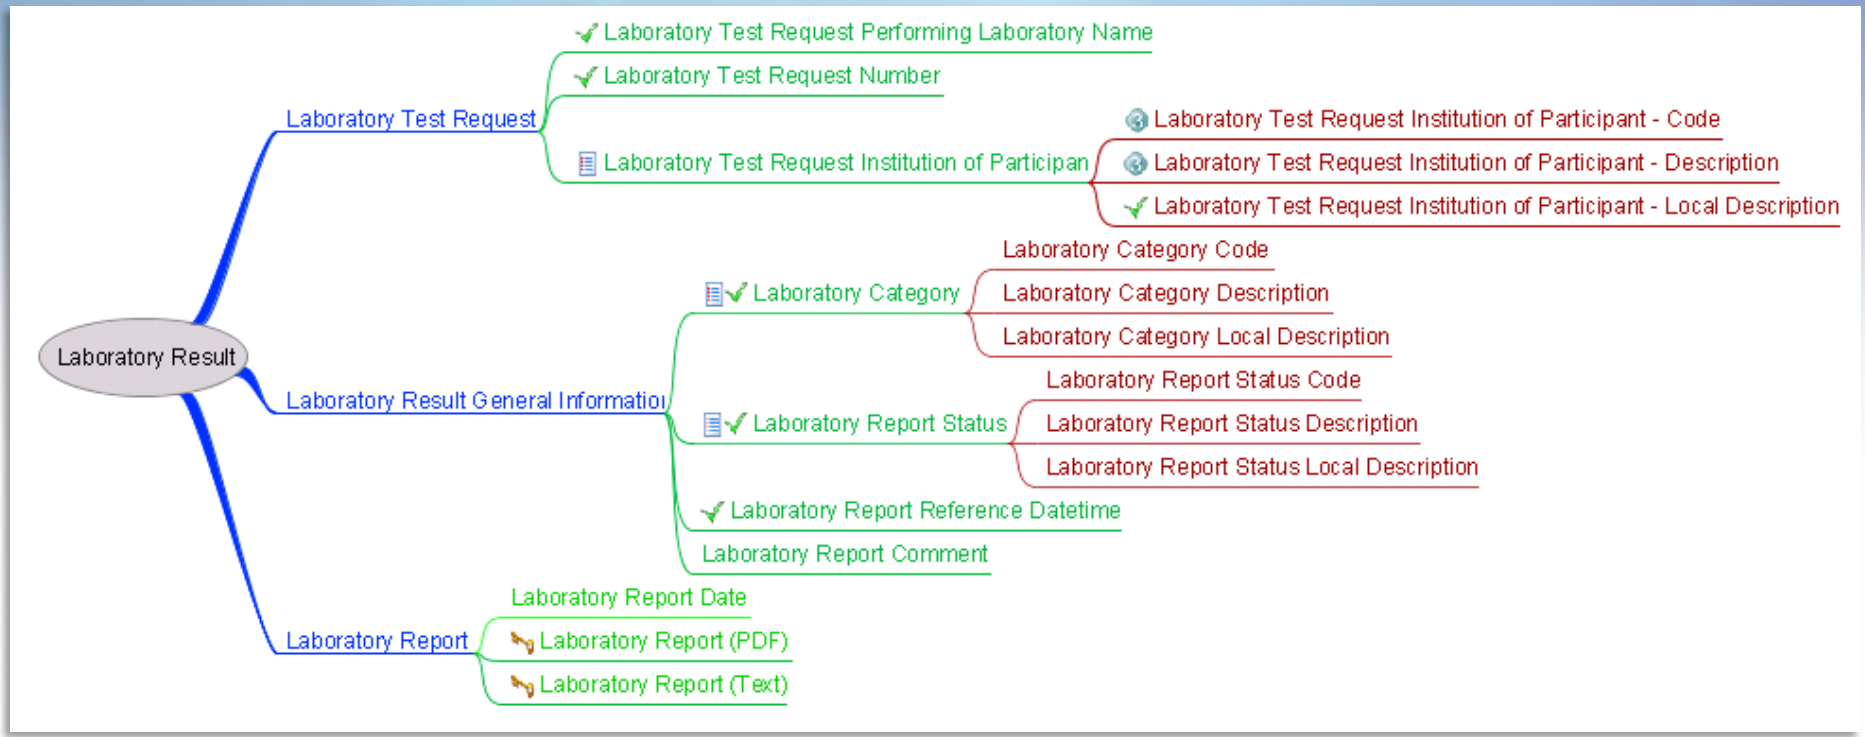 Laboratory Test Request Performing Laboratory Name
Laboratory Test Request Number
Laboratory Test Request
Laboratory Test Request Institution of Participant - Code
Laboratory Test Request Institution of Participan
Laboratory Test Request Institution of Participant - Description
Laboratory Test Request Institution of Participant - Local Description
Laboratory Category Code
Laboratory Category
Laboratory Category Description
Laboratory Category Local Description
Laboratory Result
Laboratory Report Status Code
Laboratory Result General Information
Laboratory Report Status
Laboratory Report Status Description
Laboratory Report Status Local Description
Laboratory Report Reference Datetime
Laboratory Report Comment
Laboratory Report Date
Laboratory Report
Laboratory Report (PDF)
Laboratory Report (Text)